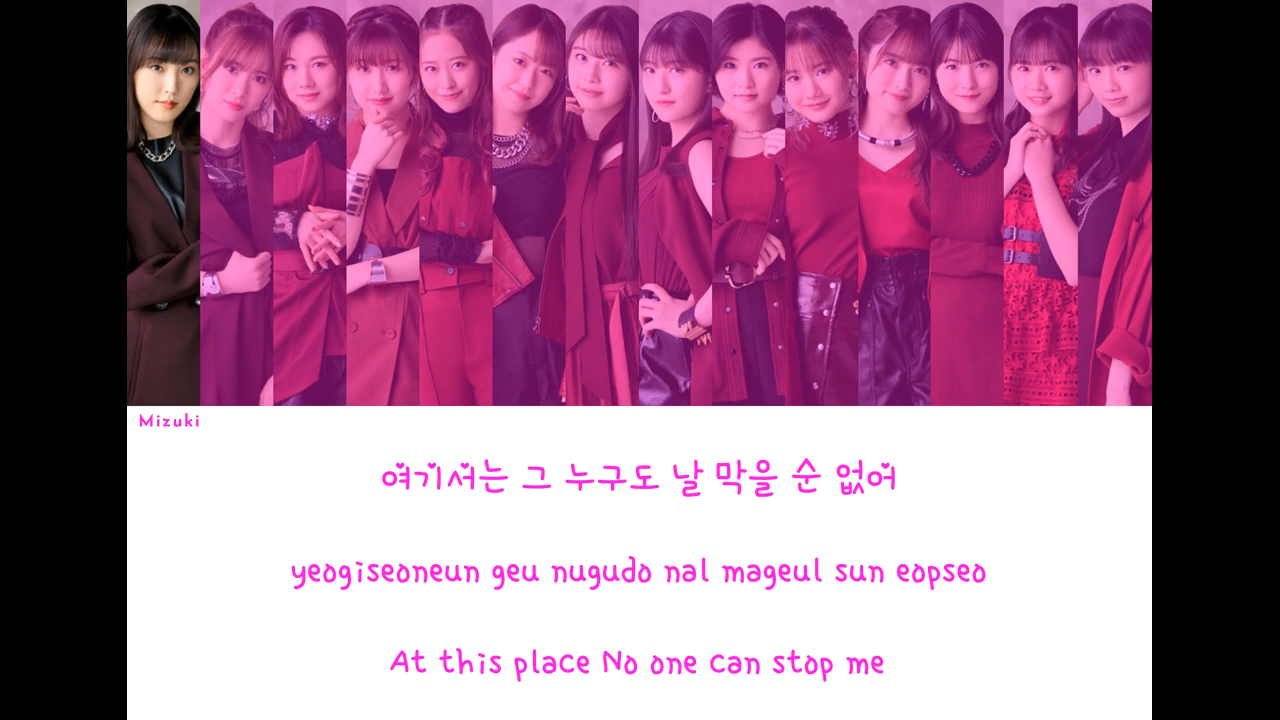 Mizuki
여기서는 그 누구도 날 막을 순 없어
yeogiseoneun geu nugudo nal mageul sun eopseo
At this place No one can stop me